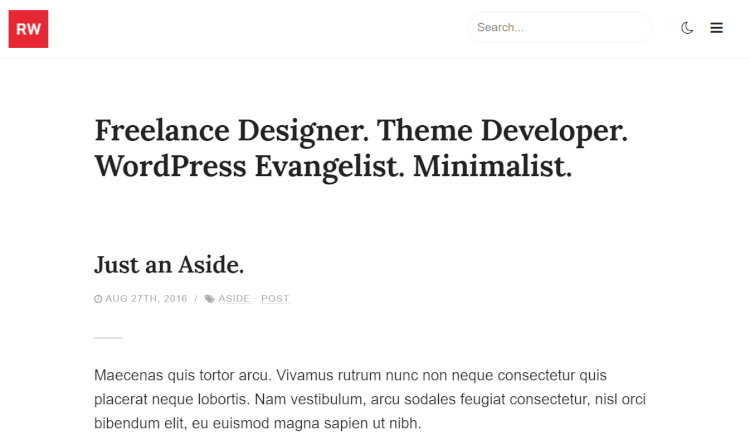 RW
Search...
Freelance Designer. Theme Developer.
WordPress Evangelist. Minimalist.
Just an Aside.
AUG 27TH, 2016 / ASIDE · POST
Maecenas quis tortor arcu. Vivamus rutrum nunc non neque consectetur quis
placerat neque lobortis. Nam vestibulum, arcu sodales feugiat consectetur, nisl orci
bibendum elit, eu euismod magna sapien ut nibh.